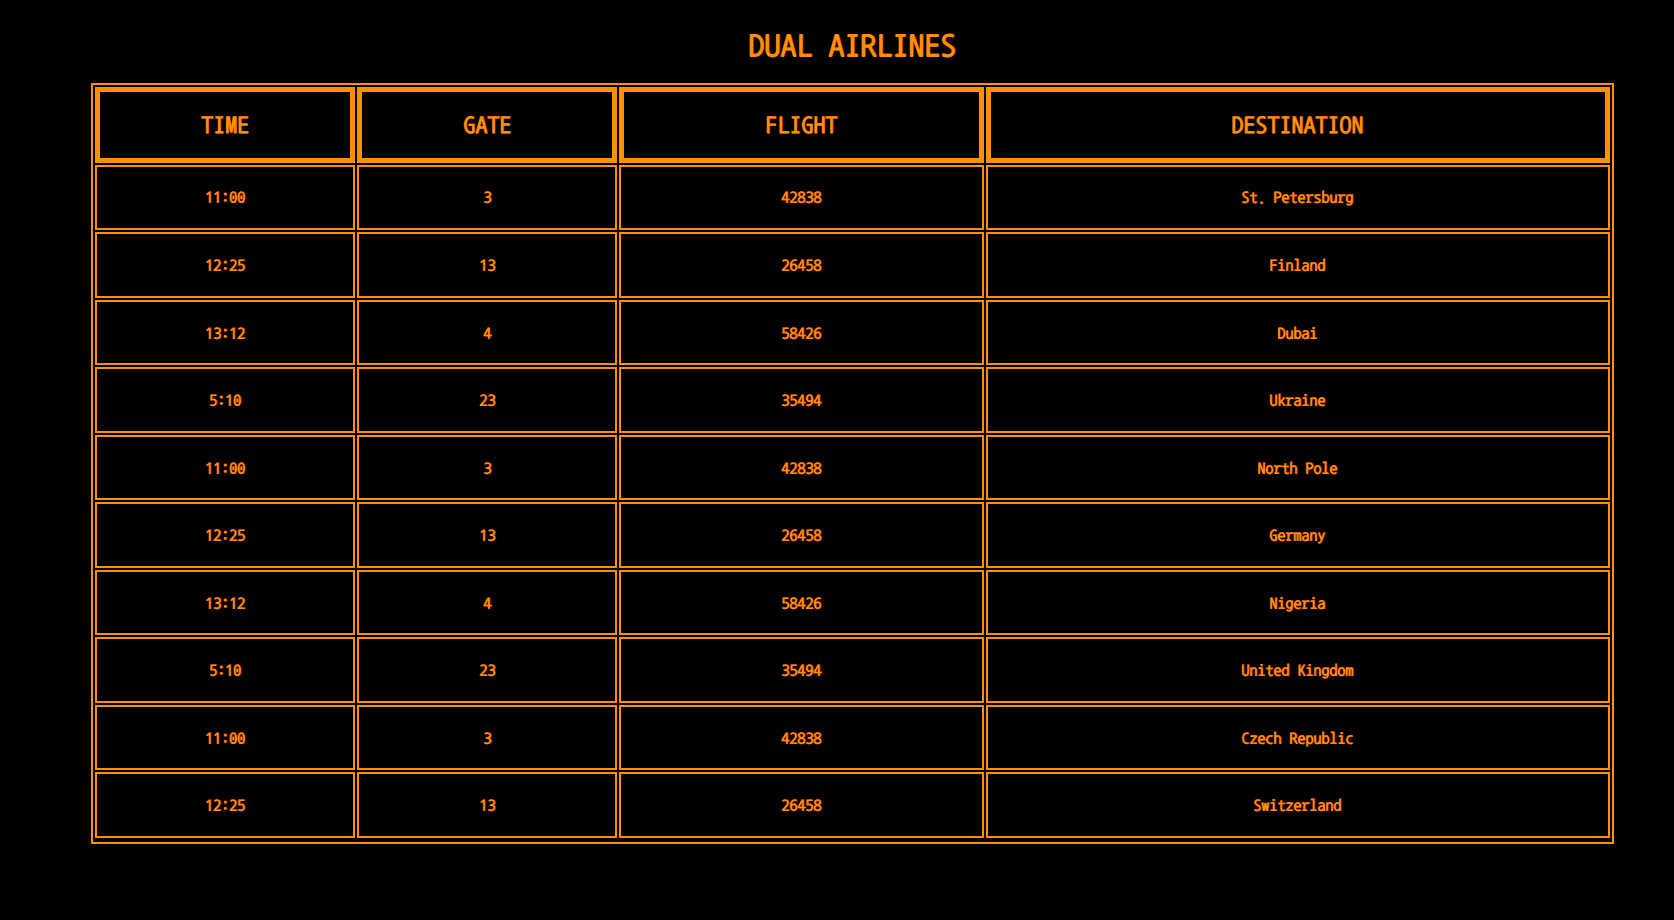 DUAL AIRLINES
TIME GATE FLIGHT DESTINATION
11:00 3 42838 St. Petersburg
12:25 13 26458 Finland
13:12 4 58426 Dubai
5:10 23 35494 Ukraine
11:00 3 42838 North Pole
12:25 13 26458 Germany
13:12 4 58426 Nigeria
5:10 23 35494 United Kingdom
11:00 3 42838 Czech Republic
12:25 13 26458 Switzerland